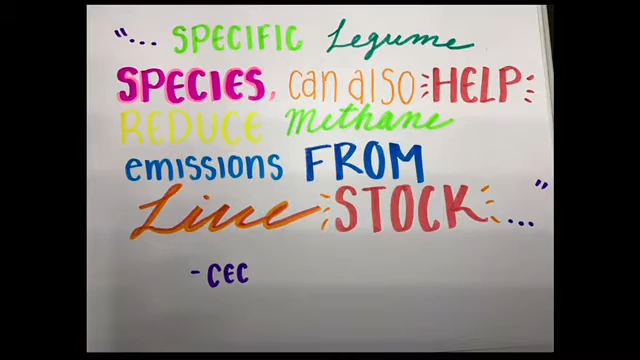 "... SPECIFIC Legume
SPECIES, can also HELP
REDUCE Methane
emissions FROM
Live STOCK ..."
- CEC